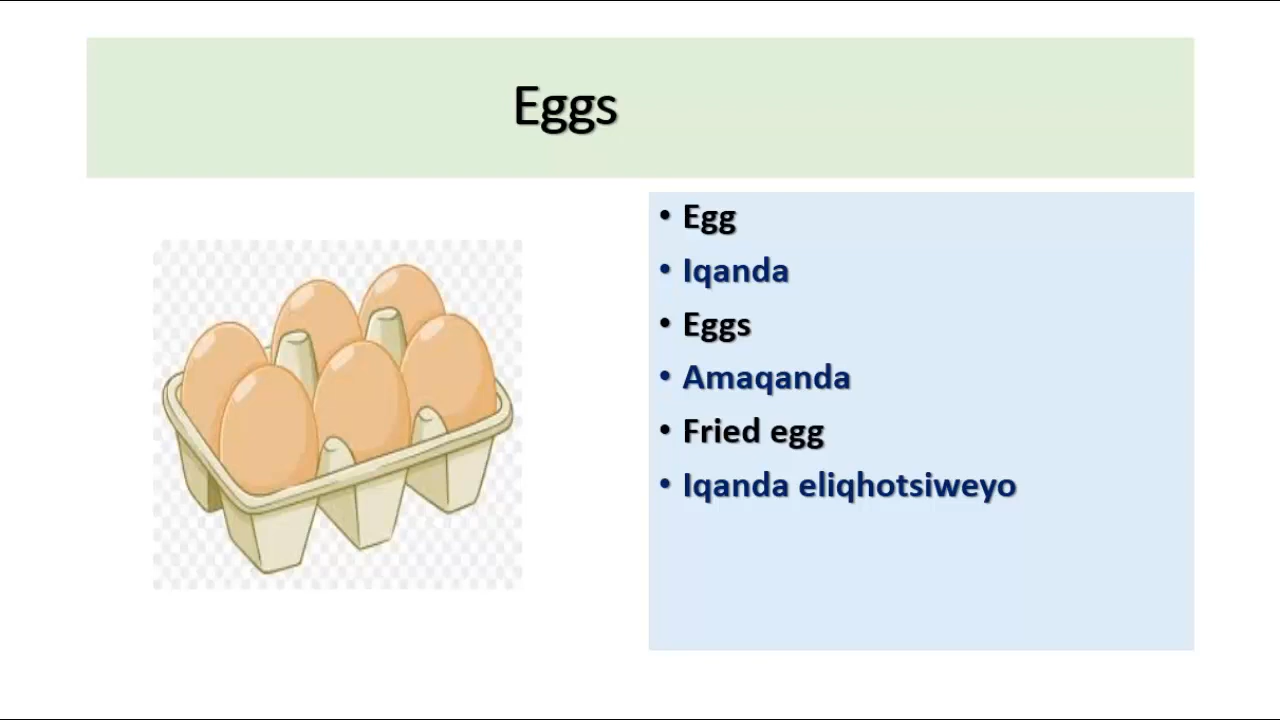 Eggs
• Egg
• Iqanda
• Eggs
• Amaqanda
• Fried egg
• Iqanda eliqhotsiweyo